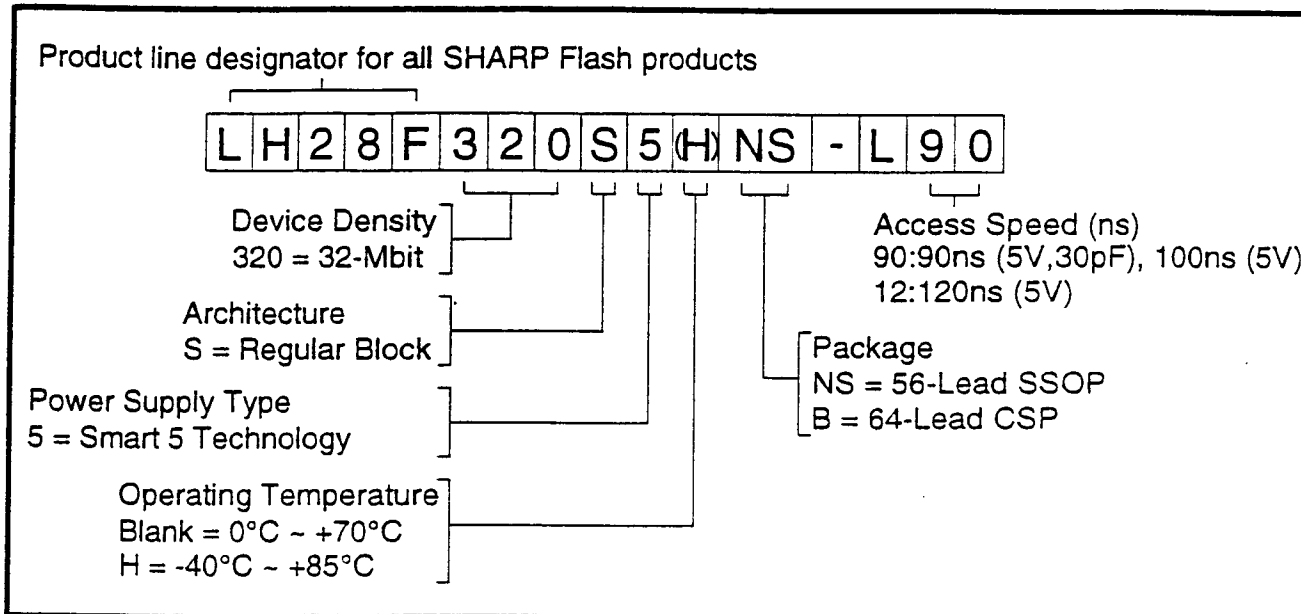 Product line designator for all SHARP Flash products
LH28F320S5(H)NS-L90
Device Density
320 = 32-Mbit
Architecture
S = Regular Block
Power Supply Type
5 = Smart 5 Technology
Operating Temperature
Blank = 0°C ~ +70°C
H = -40°C ~ +85°C
Access Speed (ns)
90:90ns (5V,30pF), 100ns (5V)
12:120ns (5V)
Package
NS = 56-Lead SSOP
B = 64-Lead CSP